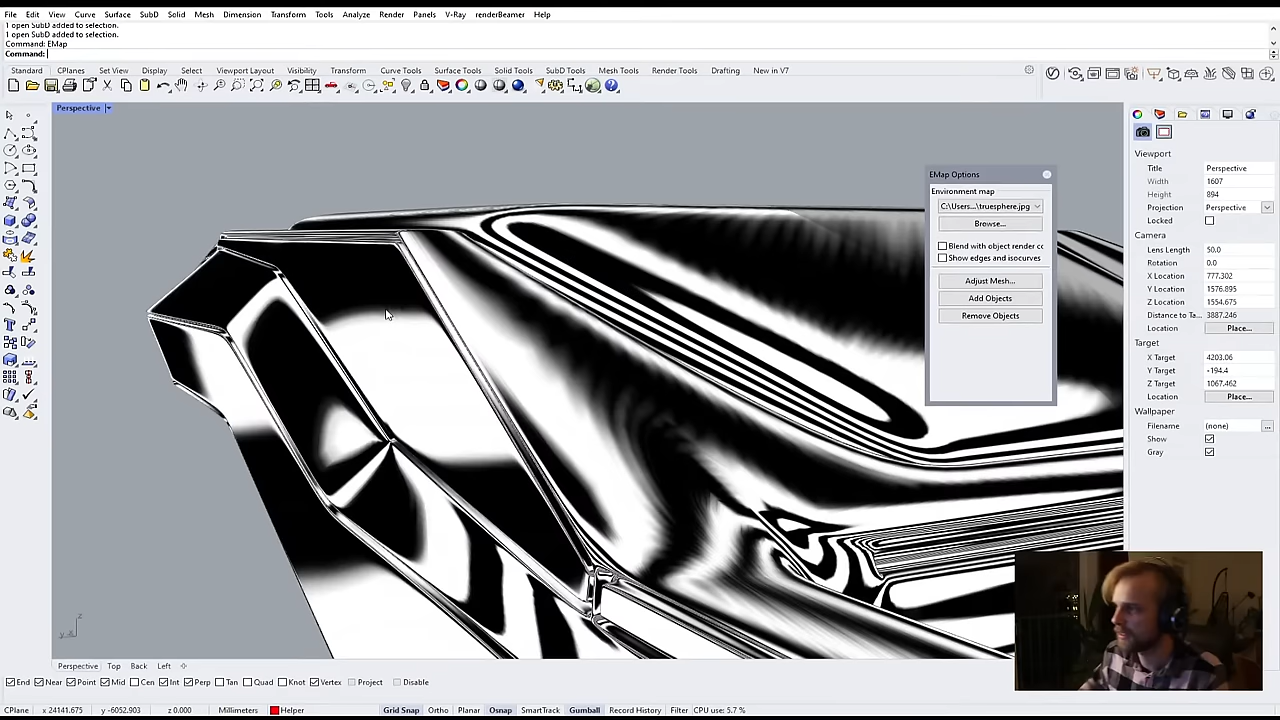 File Edit View Curve Surface SubD Solid Mesh Dimension Transform Tools Analyze Render Panels V-Ray renderBeamer Help
1 open SubD added to selection.
1 open SubD added to selection.
Command: EMap
Command:
Standard CPlanes Set View Display Select Viewport Layout Visibility Transform Curve Tools Surface Tools Solid Tools SubD Tools Mesh Tools Render Tools Drafting New in V7
Perspective
EMap Options
Environment map
C:\Users...\truesphere.jpg
Browse...
Blend with object render cc
Show edges and isocurves
Adjust Mesh...
Add Objects
Remove Objects
Viewport
Title Perspective
Width 1607
Height 894
Projection Perspective
Locked
Camera
Lens Length 50.0
Rotation 0.0
X Location 777.302
Y Location 1576.895
Z Location 1554.675
Distance to Ta... 3887.246
Location Place...
Target
X Target 4203.06
Y Target -194.4
Z Target 1067.462
Location Place...
Wallpaper
Filename (none) ...
Show
Gray
z
y x
Perspective Top Back Left
End Near Point Mid Cen Int Perp Tan Quad Knot Vertex Project Disable
CPlane x 24141.675 y -6052.903 z 0.000 Millimeters Helper Grid Snap Ortho Planar Osnap SmartTrack Gumball Record History Filter CPU use: 5.7 %